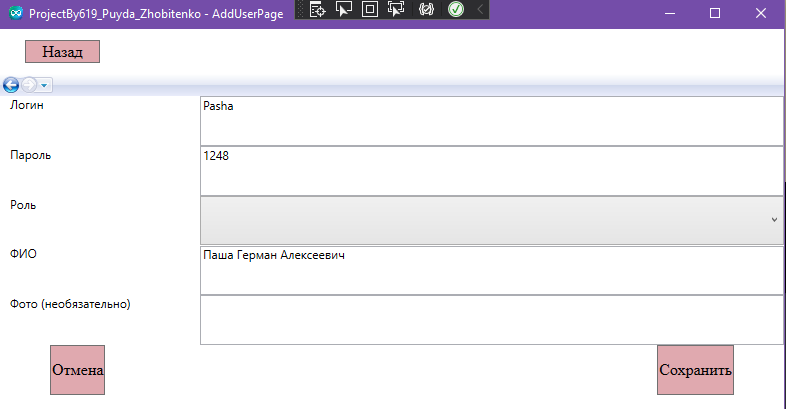 ProjectBy619_Puyda_Zhobitenko - AddUserPage
Назад
Логин
Pasha
Пароль
1248
Роль
ФИО
Паша Герман Алексеевич
Фото (необязательно)
Отмена
Сохранить